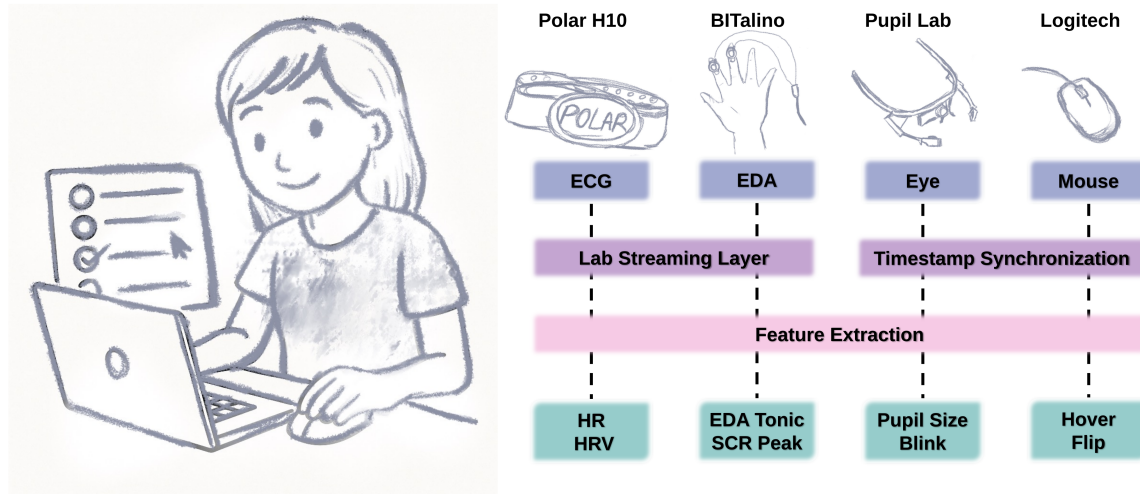 Polar H10
BITalino
Pupil Lab
Logitech
POLAR
ECG
EDA
Eye
Mouse
Lab Streaming Layer
Timestamp Synchronization
Feature Extraction
HR
HRV
EDA Tonic
SCR Peak
Pupil Size
Blink
Hover
Flip